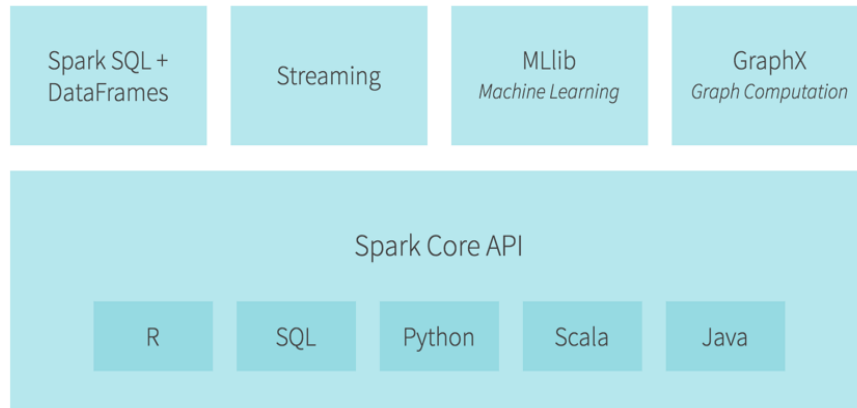 Spark SQL +
DataFrames
Streaming
MLlib
Machine Learning
GraphX
Graph Computation
Spark Core API
R
SQL
Python
Scala
Java